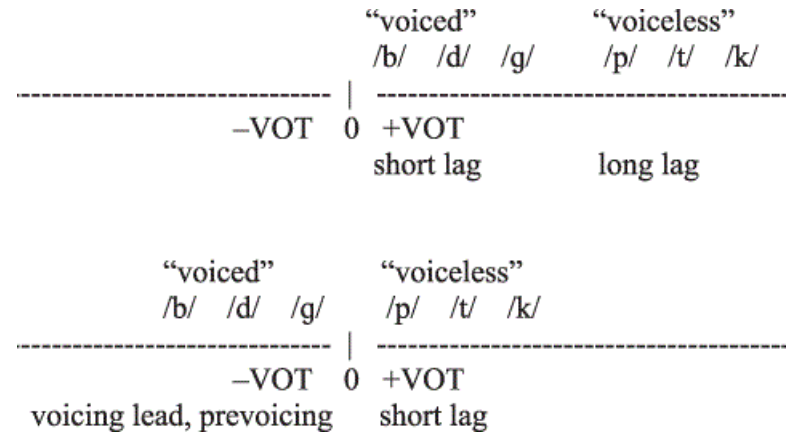 “voiced” “voiceless”
/b/ /d/ /g/ /p/ /t/ /k/
–VOT 0 +VOT
short lag long lag
“voiced” “voiceless”
/b/ /d/ /g/ /p/ /t/ /k/
–VOT 0 +VOT
voicing lead, prevoicing short lag